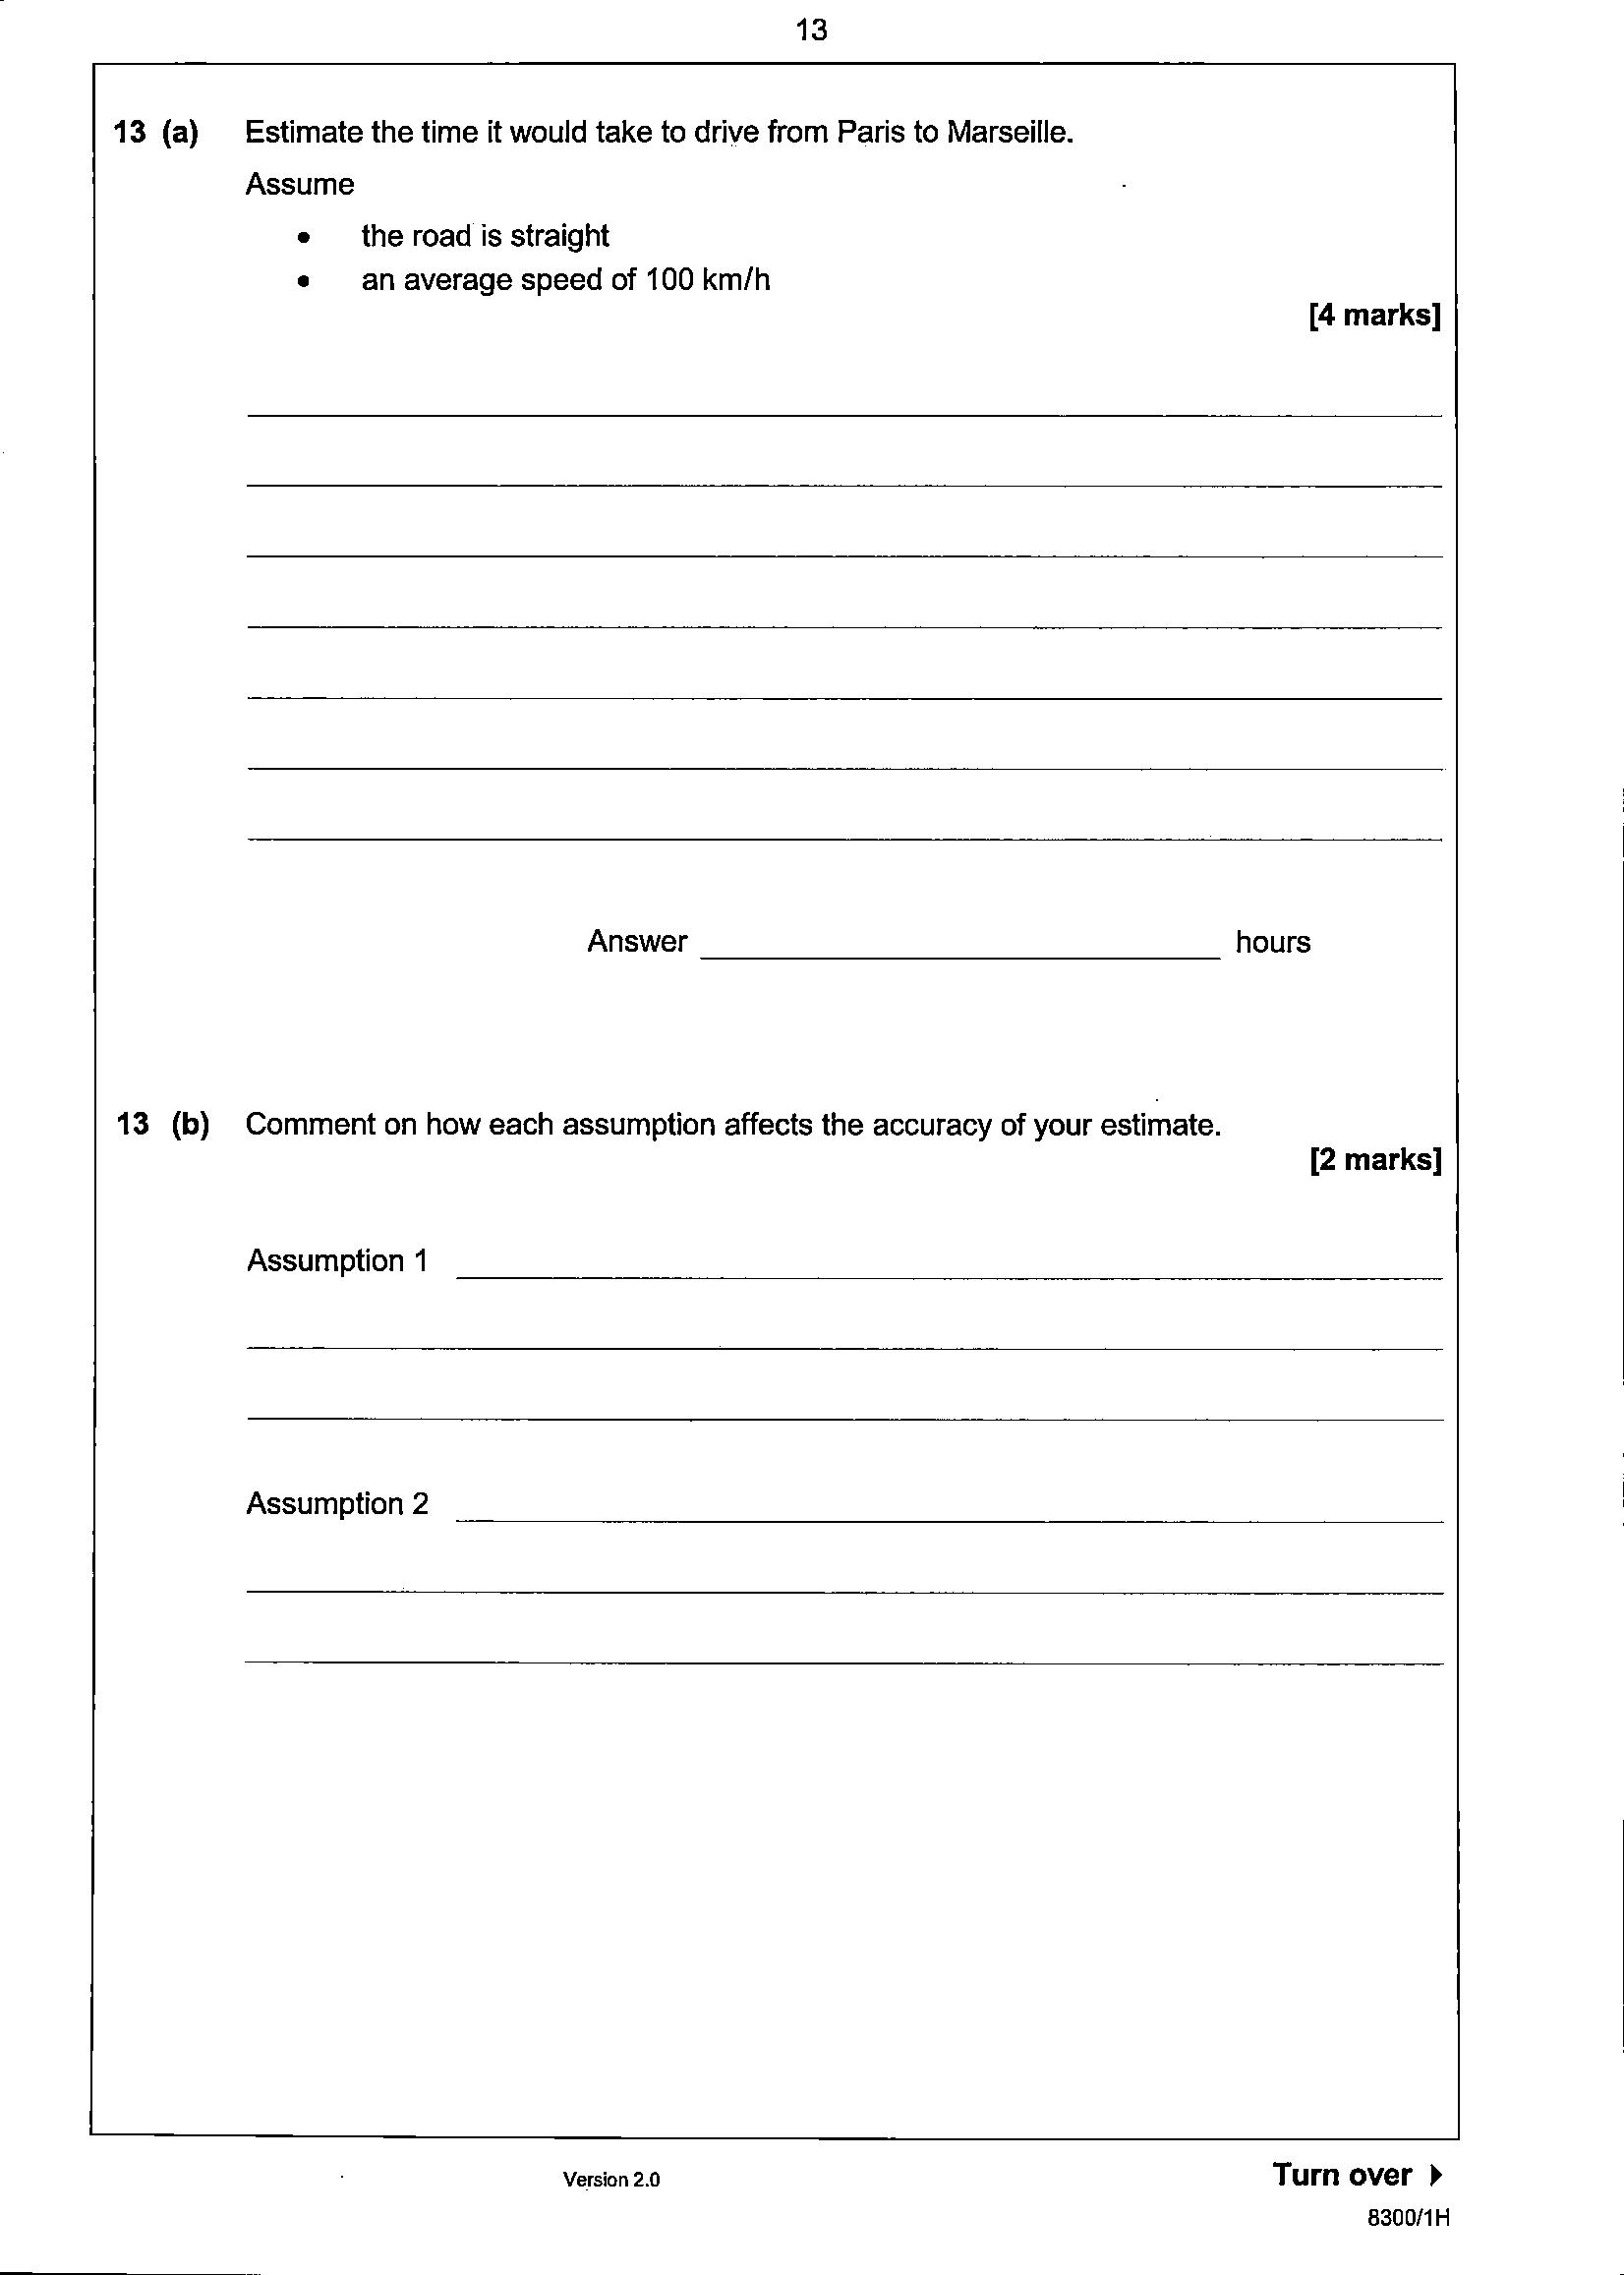 13
13 (a) Estimate the time it would take to drive from Paris to Marseille.
Assume
• the road is straight
• an average speed of 100 km/h
[4 marks]
Answer hours
13 (b) Comment on how each assumption affects the accuracy of your estimate.
[2 marks]
Assumption 1
Assumption 2
Version 2.0
Turn over
8300/1H